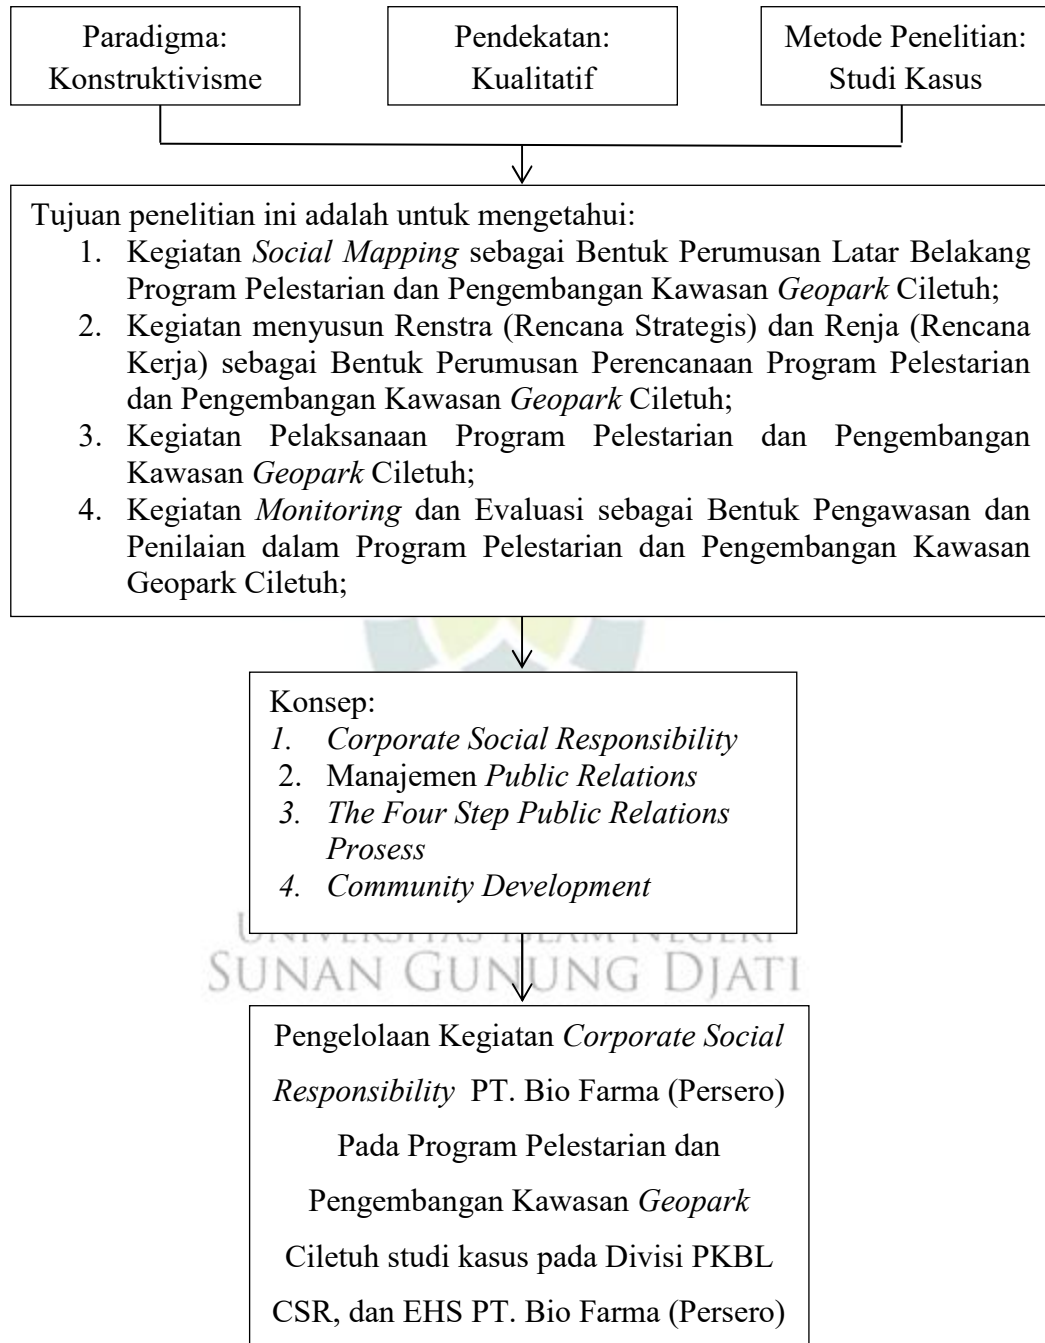 Paradigma:
Konstruktivisme
Pendekatan:
Kualitatif
Metode Penelitian:
Studi Kasus
Tujuan penelitian ini adalah untuk mengetahui:
1. Kegiatan Social Mapping sebagai Bentuk Perumusan Latar Belakang
Program Pelestarian dan Pengembangan Kawasan Geopark Ciletuh;
2. Kegiatan menyusun Renstra (Rencana Strategis) dan Renja (Rencana
Kerja) sebagai Bentuk Perumusan Perencanaan Program Pelestarian
dan Pengembangan Kawasan Geopark Ciletuh;
3. Kegiatan Pelaksanaan Program Pelestarian dan Pengembangan
Kawasan Geopark Ciletuh;
4. Kegiatan Monitoring dan Evaluasi sebagai Bentuk Pengawasan dan
Penilaian dalam Program Pelestarian dan Pengembangan Kawasan
Geopark Ciletuh;
Konsep:
1. Corporate Social Responsibility
2. Manajemen Public Relations
3. The Four Step Public Relations
Prosess
4. Community Development
UNIVERSITAS ISLAM NEGERI
SUNAN GUNUNG DJATI
Pengelolaan Kegiatan Corporate Social
Responsibility PT. Bio Farma (Persero)
Pada Program Pelestarian dan
Pengembangan Kawasan Geopark
Ciletuh studi kasus pada Divisi PKBL
CSR, dan EHS PT. Bio Farma (Persero)